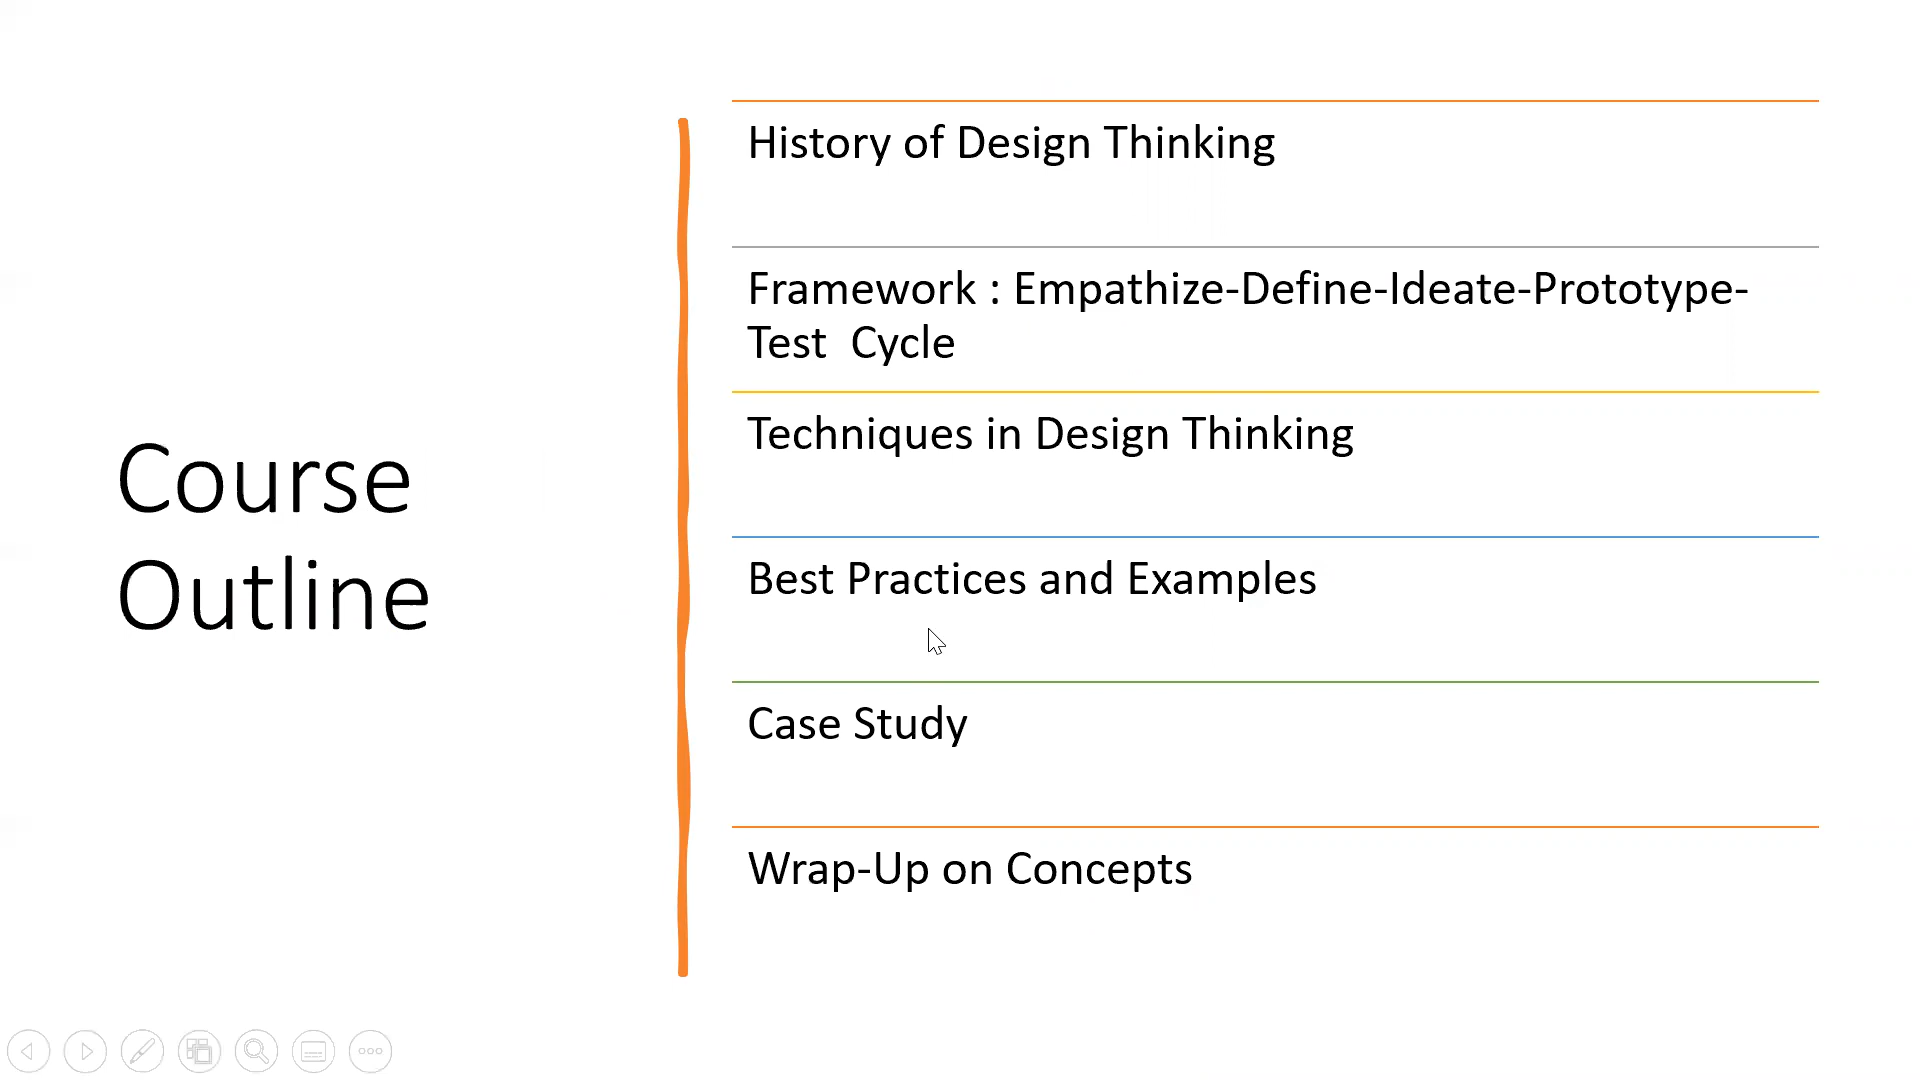 Course
Outline
History of Design Thinking
Framework : Empathize-Define-Ideate-Prototype-
Test  Cycle
Techniques in Design Thinking
Best Practices and Examples
Case Study
Wrap-Up on Concepts